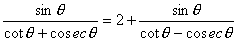 sin θ / (cot θ + cosec θ) = 2 + sin θ / (cot θ − cosec θ)